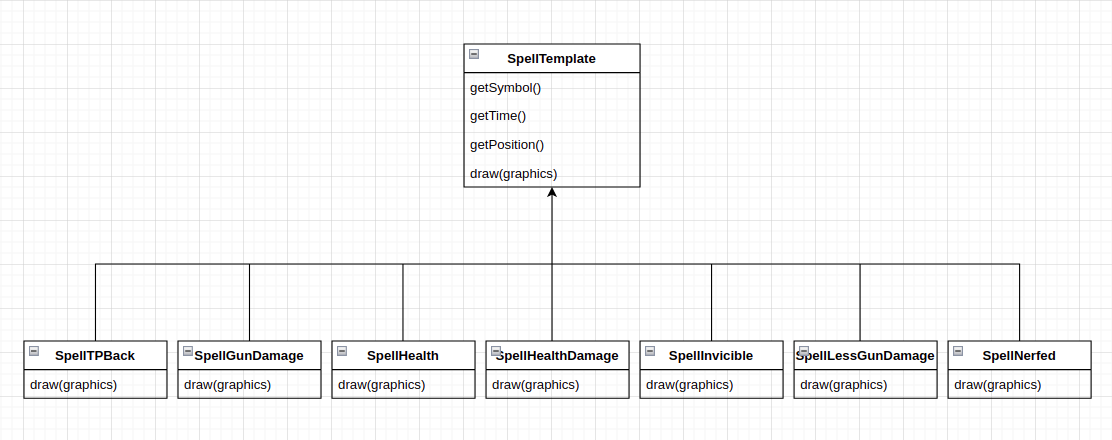 SpellTemplate
getSymbol()
getTime()
getPosition()
draw(graphics)
SpellTPBack
draw(graphics)
SpellGunDamage
draw(graphics)
SpellHealth
draw(graphics)
SpellHealthDamage
draw(graphics)
SpellInvicible
draw(graphics)
SpellLessGunDamage
draw(graphics)
SpellNerfed
draw(graphics)